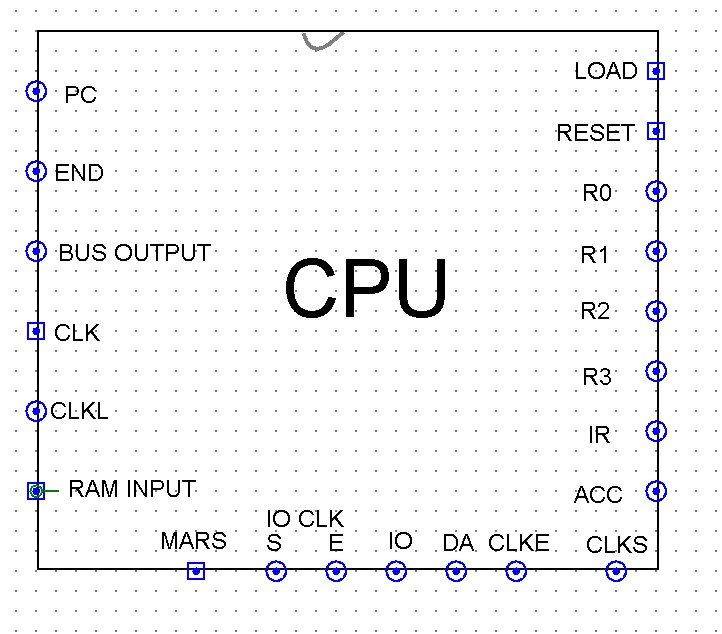 LOAD
PC
RESET
END
R0
BUS OUTPUT
R1
CPU
R2
CLK
R3
CLKL
IR
RAM INPUT
ACC
IO CLK
MARS S E IO DA CLKE CLKS